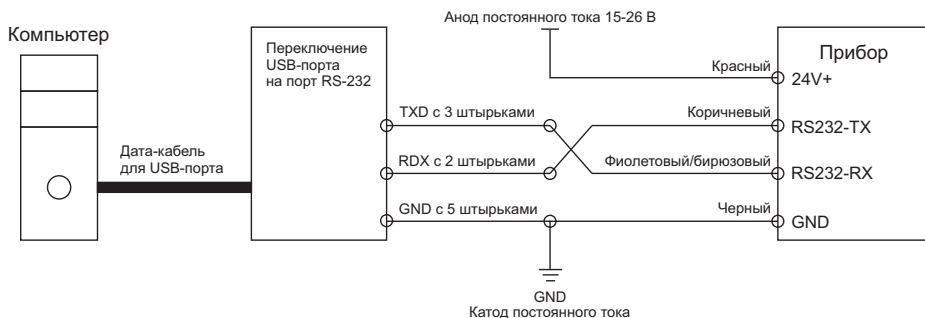 Анод постоянного тока 15-26 В
Компьютер
Переключение
USB-порта
на порт RS-232
Прибор
Красный
24V+
TXD с 3 штырьками
Коричневый
RS232-TX
Дата-кабель
для USB-порта
RDX с 2 штырьками
Фиолетовый/бирюзовый
RS232-RX
GND с 5 штырьками
Черный
GND
GND
Катод постоянного тока